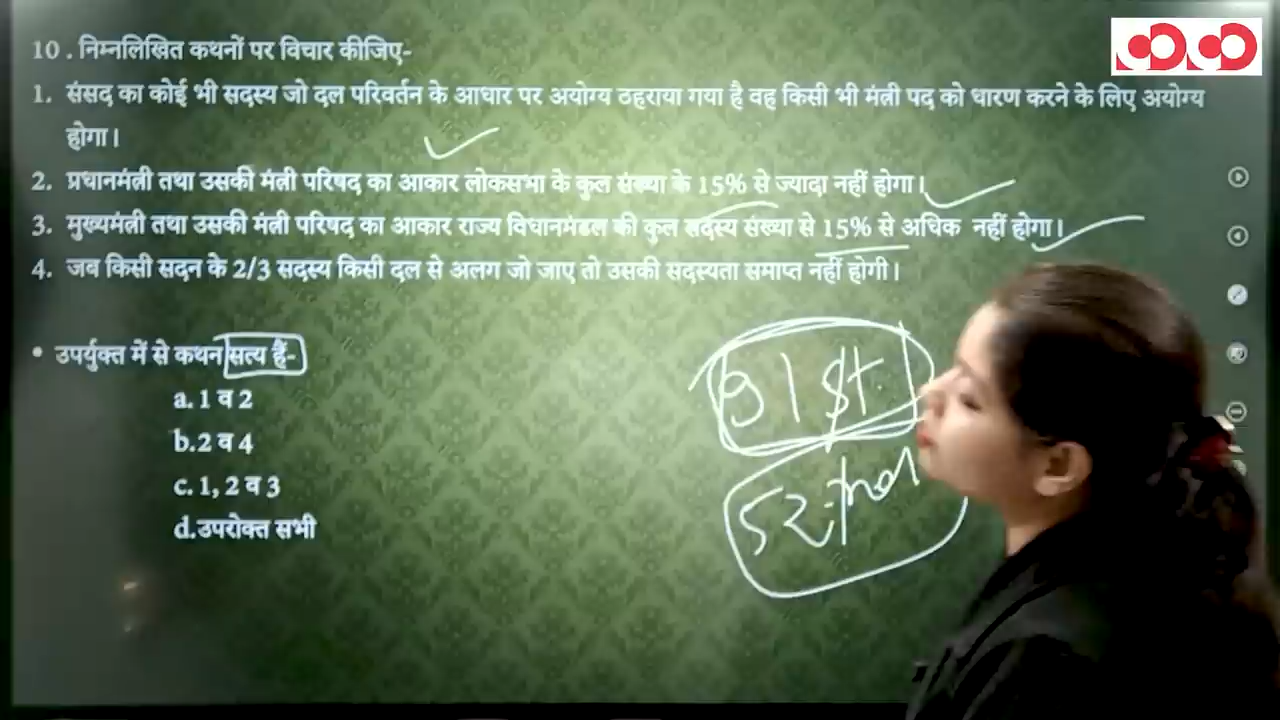 10 . निम्नलिखित कथनों पर विचार कीजिए-
1. संसद का कोई भी सदस्य जो दल परिवर्तन के आधार पर अयोग्य ठहराया गया है वह किसी भी मंत्री पद को धारण करने के लिए अयोग्य
होगा।
2. प्रधानमंत्री तथा उसकी मंत्री परिषद का आकार लोकसभा के कुल संख्या के 15% से ज्यादा नहीं होगा।
3. मुख्यमंत्री तथा उसकी मंत्री परिषद का आकार राज्य विधानमंडल की कुल सदस्य संख्या से 15% से अधिक नहीं होगा।
4. जब किसी सदन के 2/3 सदस्य किसी दल से अलग जो जाए तो उसकी सदस्यता समाप्त नहीं होगी।
• उपर्युक्त में से कथन सत्य हैं-
a. 1 व 2
b.2 व 4
c. 1, 2 व 3
d.उपरोक्त सभी
91st
52